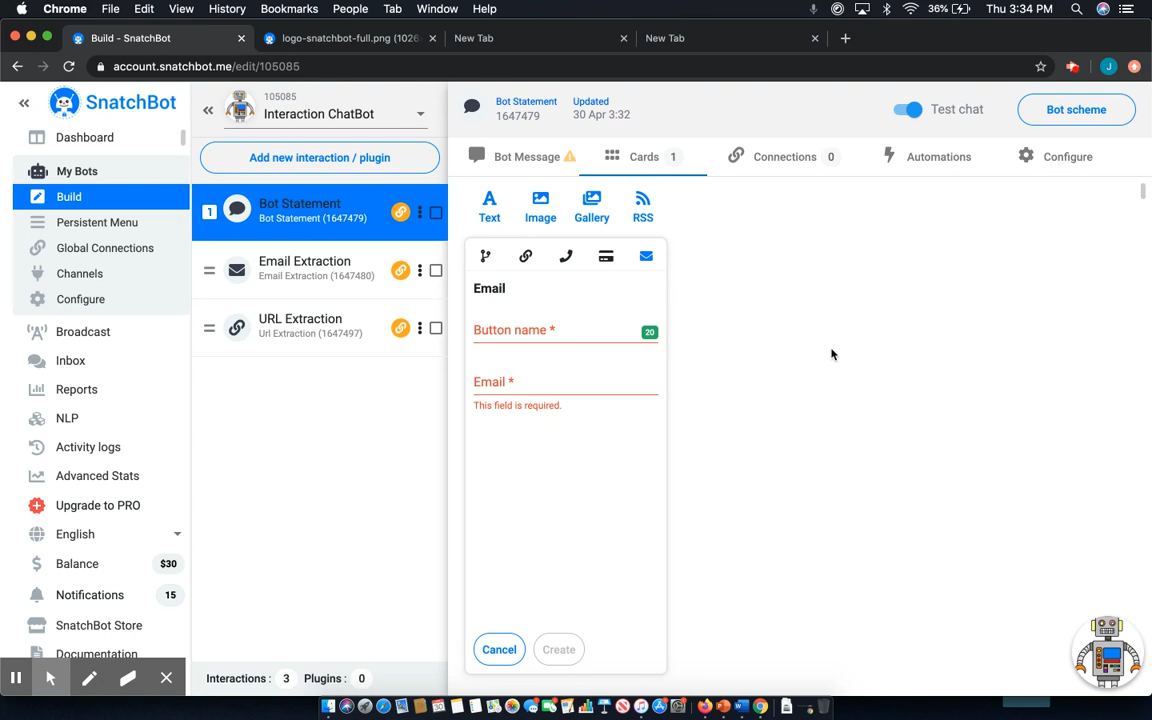 Chrome File Edit View History Bookmarks People Tab Window Help 36% Thu 3:34 PM
Build - SnatchBot logo-snatchbot-full.png (1026 New Tab New Tab
account.snatchbot.me/edit/105085
SnatchBot
Dashboard
My Bots
Build
Persistent Menu
Global Connections
Channels
Configure
Broadcast
Inbox
Reports
NLP
Activity logs
Advanced Stats
Upgrade to PRO
English
Balance $30
Notifications 15
SnatchBot Store
Documentation
105085
Interaction ChatBot
Add new interaction / plugin
1 Bot Statement
Bot Statement (1647479)
Email Extraction
Email Extraction (1647480)
URL Extraction
Url Extraction (1647497)
Interactions : 3 Plugins : 0
Bot Statement Updated
1647479 30 Apr 3:32
Test chat
Bot scheme
Bot Message Cards 1 Connections 0 Automations Configure
Text Image Gallery RSS
Email
Button name * 20
Email *
This field is required.
Cancel Create